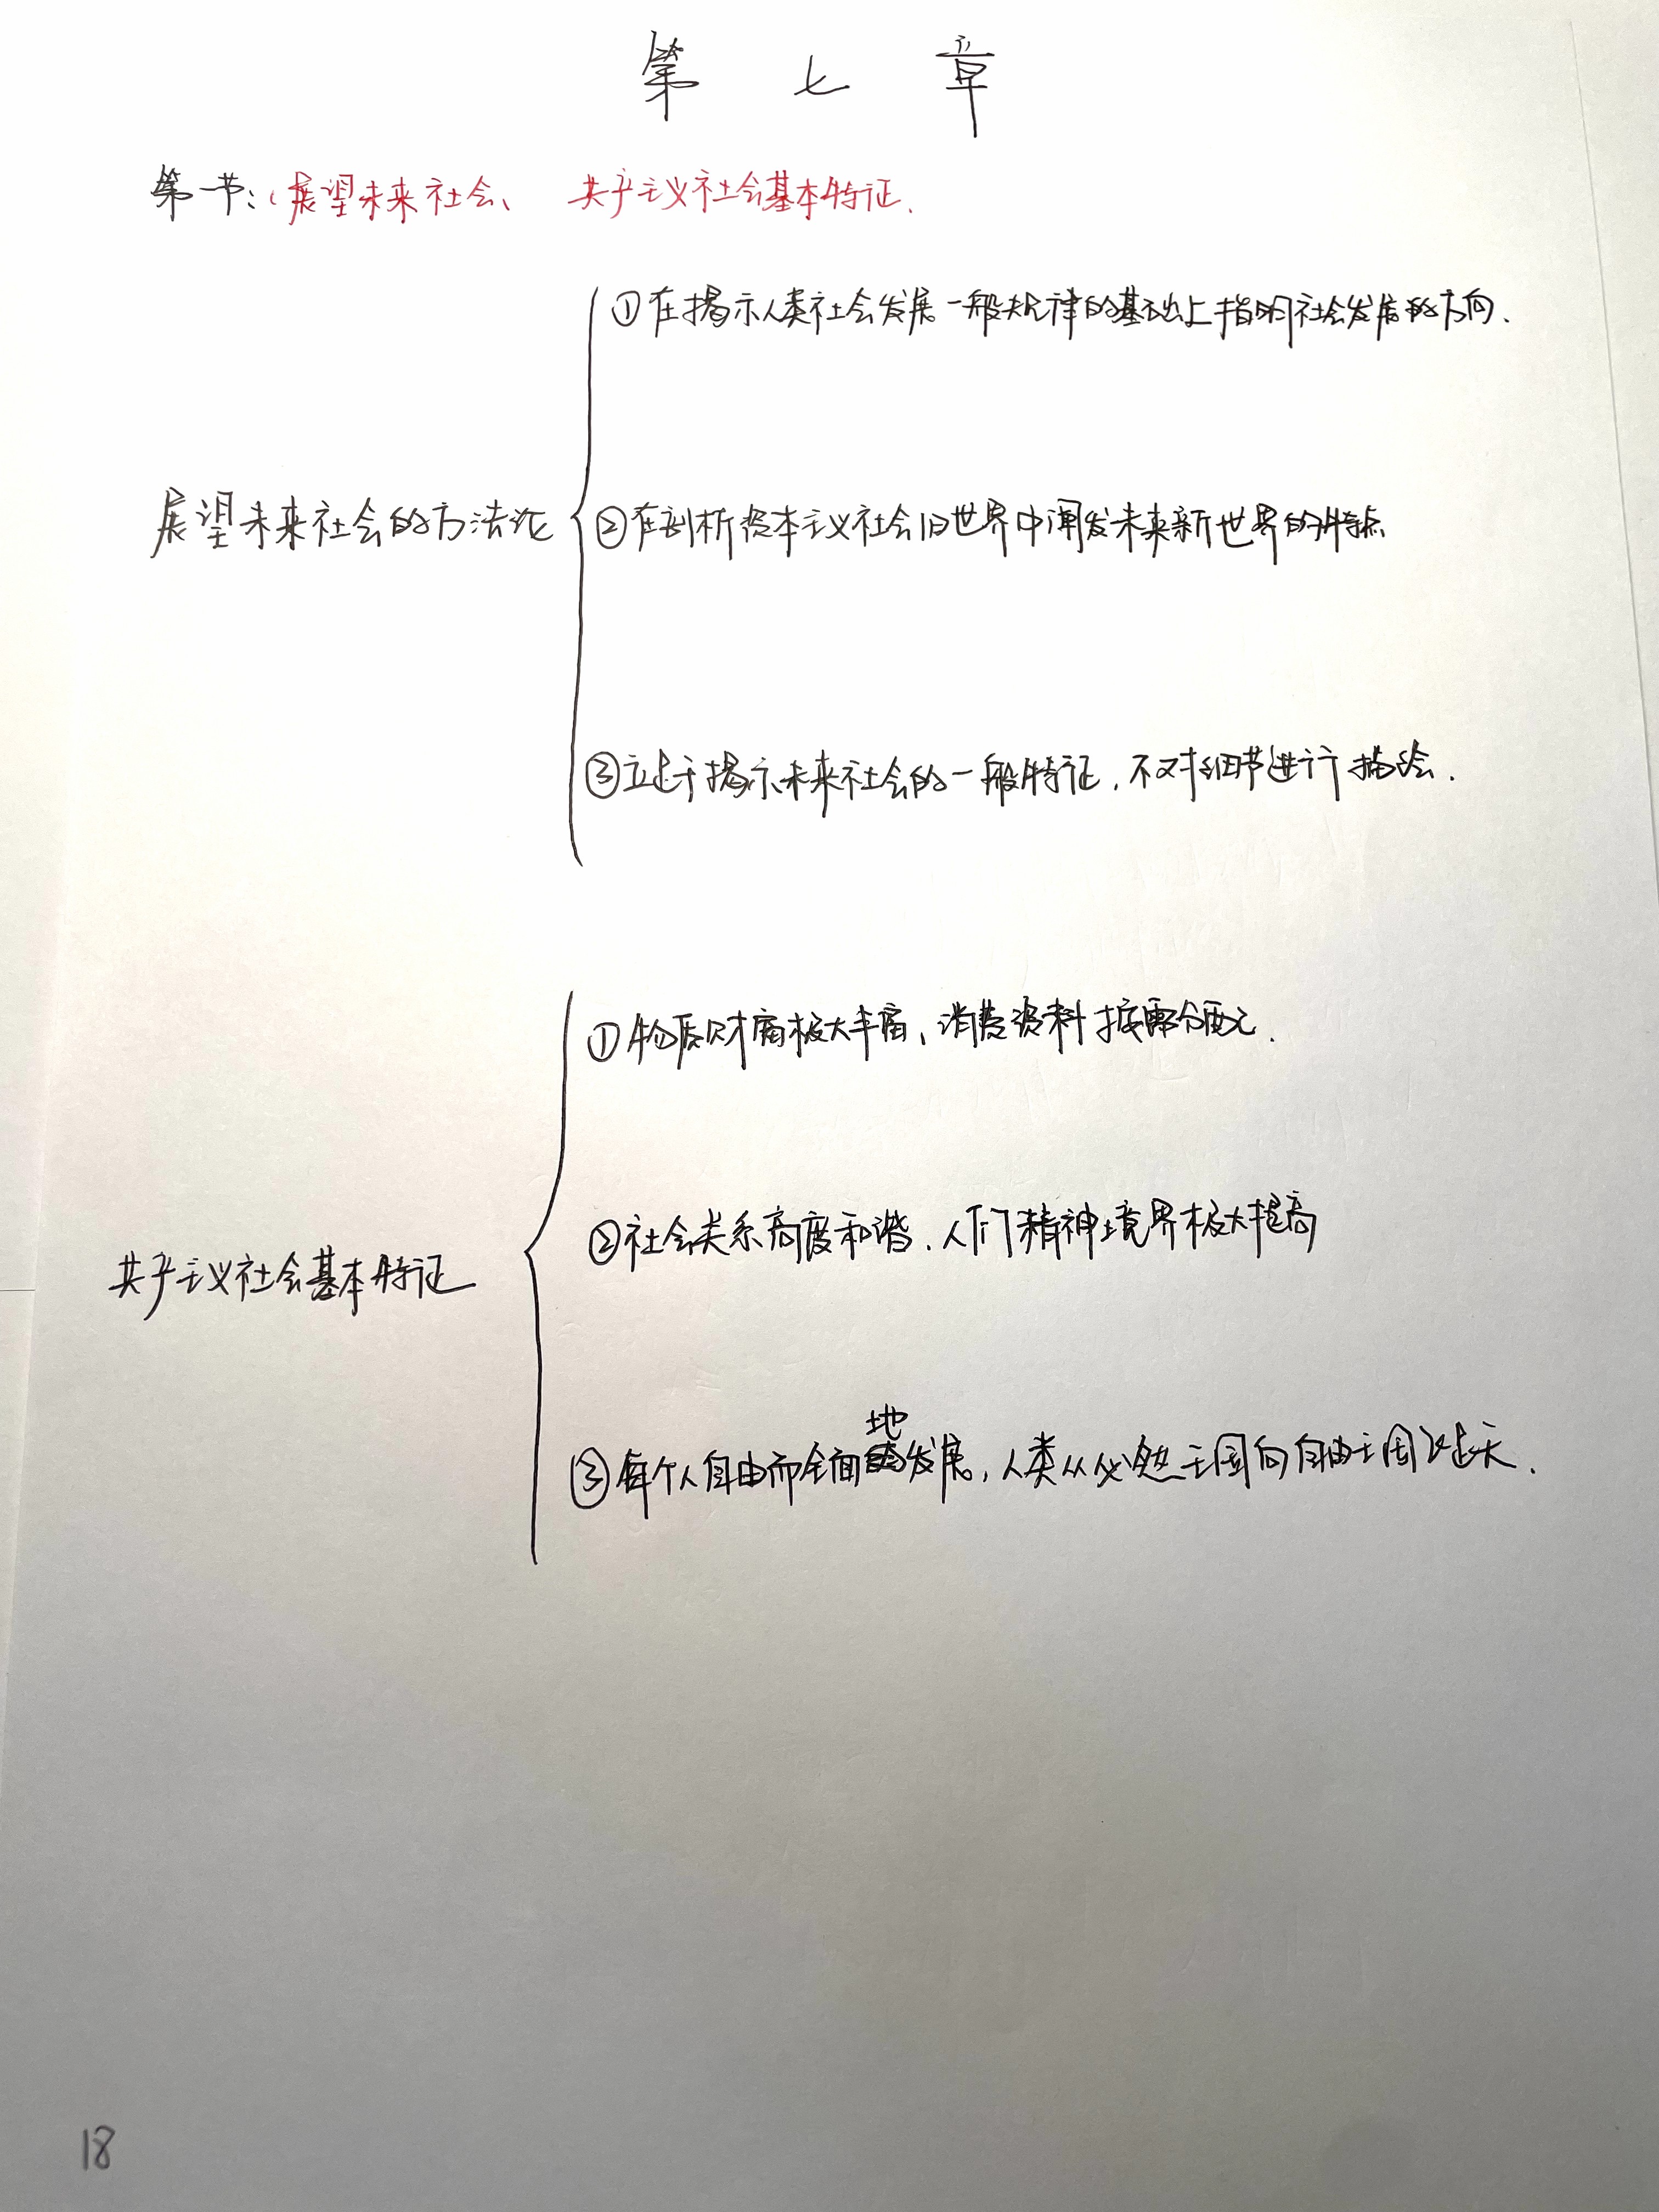 第七章
第一节：展望未来社会、 共产主义社会基本特征.
①在揭示人类社会发展一般规律的基础上指明社会发展的方向.
展望未来社会的方法论
②在剖析资本主义社会旧世界中阐发未来新世界的特点
③立足于揭示未来社会的一般特征,不对细节进行描绘.
①物质财富极大丰富、消费资料按需分配.
②社会关系高度和谐.人们精神境界极大提高
共产主义社会基本特征
地
③每个人自由而全面发展,人类从必然王国向自由王国飞跃.
18